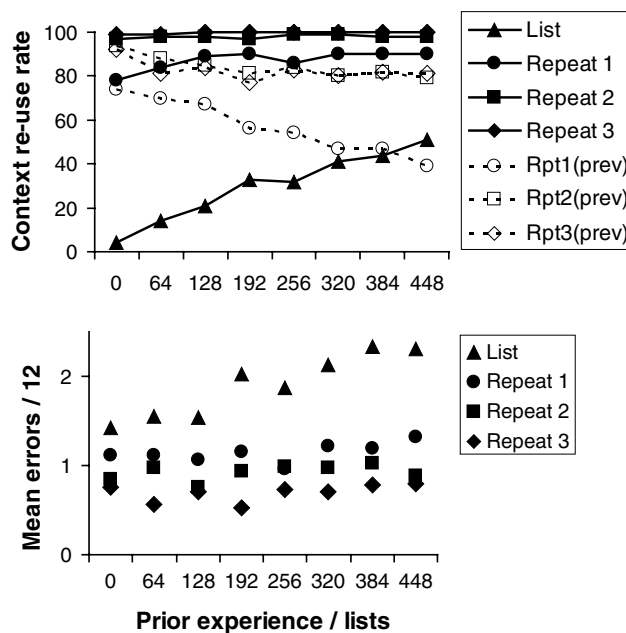 Context re-use rate
100
80
60
40
20
0
0 64 128 192 256 320 384 448
List
Repeat 1
Repeat 2
Repeat 3
Rpt1(prev)
Rpt2(prev)
Rpt3(prev)
Mean errors / 12
2
1
0
0 64 128 192 256 320 384 448
Prior experience / lists
List
Repeat 1
Repeat 2
Repeat 3